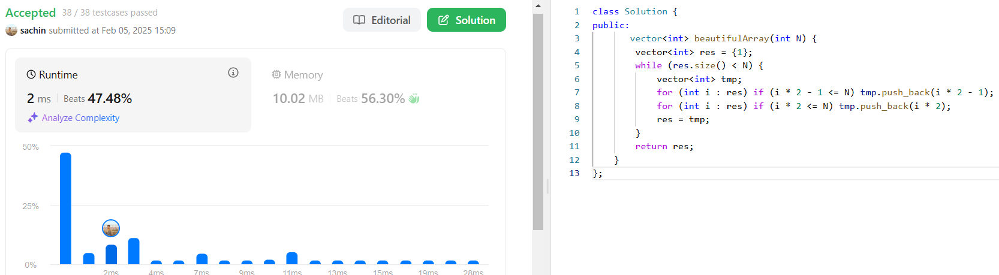 Accepted 38 / 38 testcases passed
sachin submitted at Feb 05, 2025 15:09
Editorial
Solution
Runtime
2 ms Beats 47.48%
Analyze Complexity
Memory
10.02 MB Beats 56.30%
50%
25%
0%
2ms 4ms 7ms 9ms 11ms 13ms 15ms 19ms 28ms
1 class Solution {
2 public:
3 vector<int> beautifulArray(int N) {
4 vector<int> res = {1};
5 while (res.size() < N) {
6 vector<int> tmp;
7 for (int i : res) if (i * 2 - 1 <= N) tmp.push_back(i * 2 - 1);
8 for (int i : res) if (i * 2 <= N) tmp.push_back(i * 2);
9 res = tmp;
10 }
11 return res;
12 }
13 };